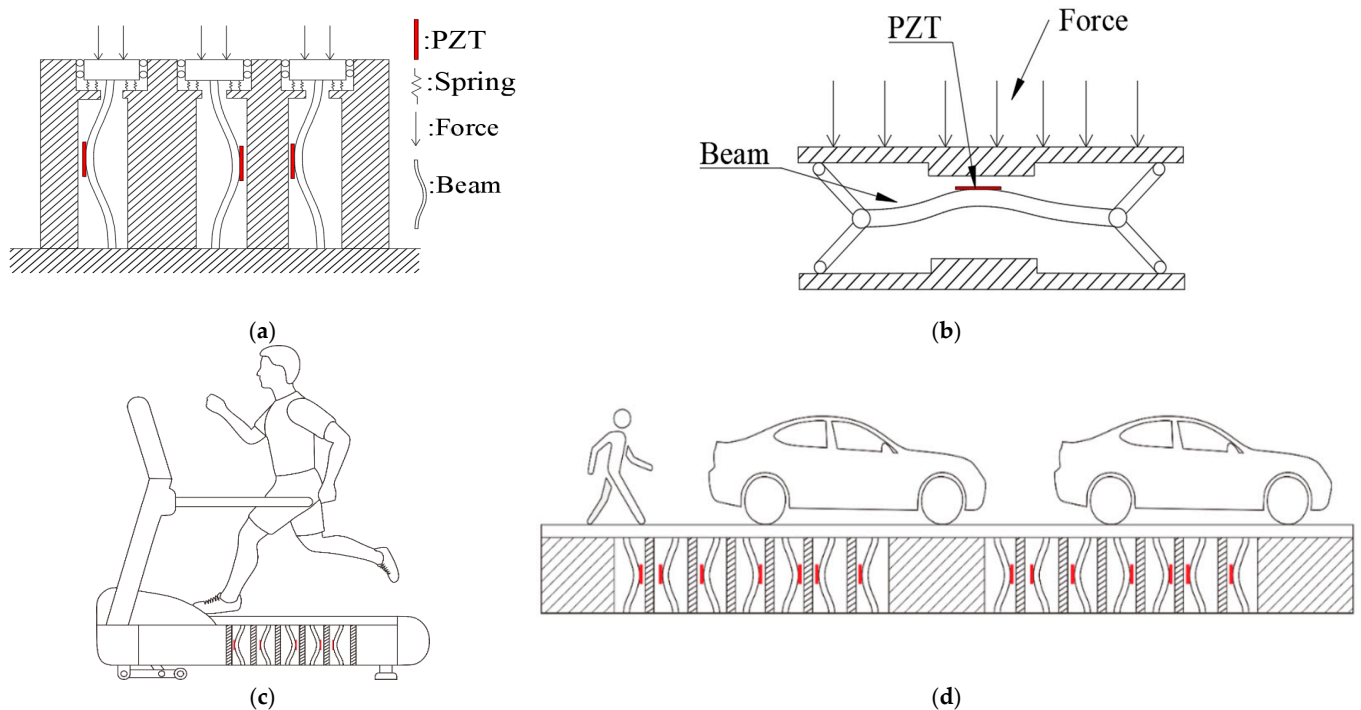 :PZT
:Spring
:Force
:Beam
(a)
PZT
Force
Beam
(b)
(c)
(d)